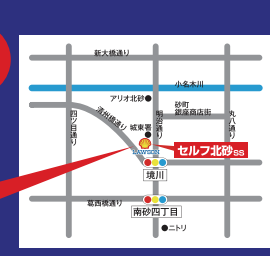 新大橋通り
小名木川
アリオ北砂
砂町
銀座商店街
清洲橋通り
四ツ目通り
明治通り
丸八通り
城東署
LAWSON
セルフ北砂SS
境川
葛西橋通り
南砂四丁目
ニトリ